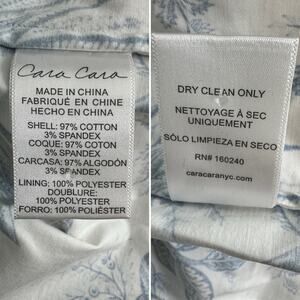 Cara Cara
MADE IN CHINA
FABRIQUÉ EN CHINE
HECHO EN CHINA
SHELL: 97% COTTON
3% SPANDEX
COQUE: 97% COTTON
3% SPANDEX
CARCASA: 97% ALGODÓN
3% SPANDEX
LINING: 100% POLYESTER
DOUBLURE:
100% POLYESTER
FORRO: 100% POLIÉSTER
DRY CLEAN ONLY
NETTOYAGE À SEC
UNIQUEMENT
SÓLO LIMPIEZA EN SECO
RN# 160240
caracaranyc.com